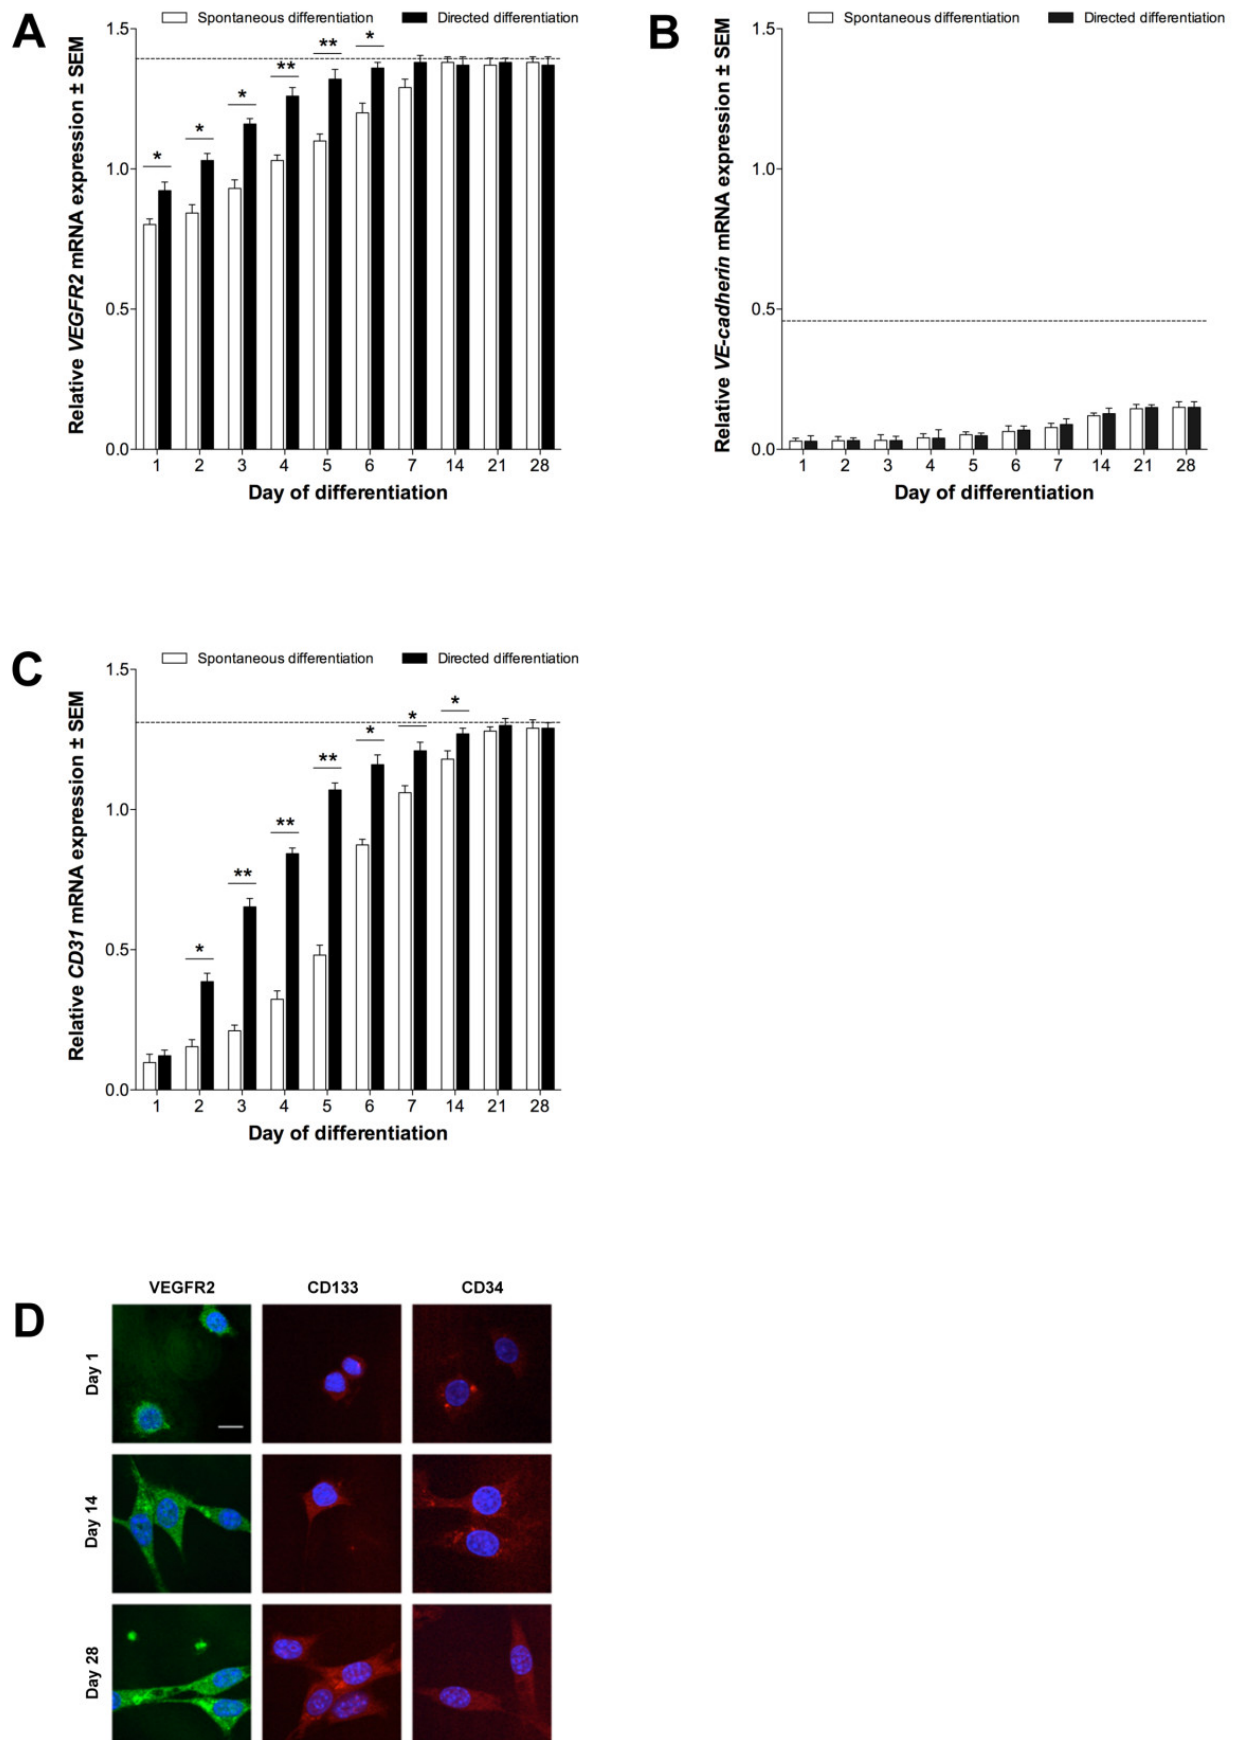 A
Spontaneous differentiation Directed differentiation
Relative VEGFR2 mRNA expression ± SEM
1.5
1.0
0.5
0.0
* * * ** ** *
1 2 3 4 5 6 7 14 21 28
Day of differentiation
B
Spontaneous differentiation Directed differentiation
Relative VE-cadherin mRNA expression ± SEM
1.5
1.0
0.5
0.0
1 2 3 4 5 6 7 14 21 28
Day of differentiation
C
Spontaneous differentiation Directed differentiation
Relative CD31 mRNA expression ± SEM
1.5
1.0
0.5
0.0
* ** ** ** * * *
1 2 3 4 5 6 7 14 21 28
Day of differentiation
D
VEGFR2 CD133 CD34
Day 1
Day 14
Day 28